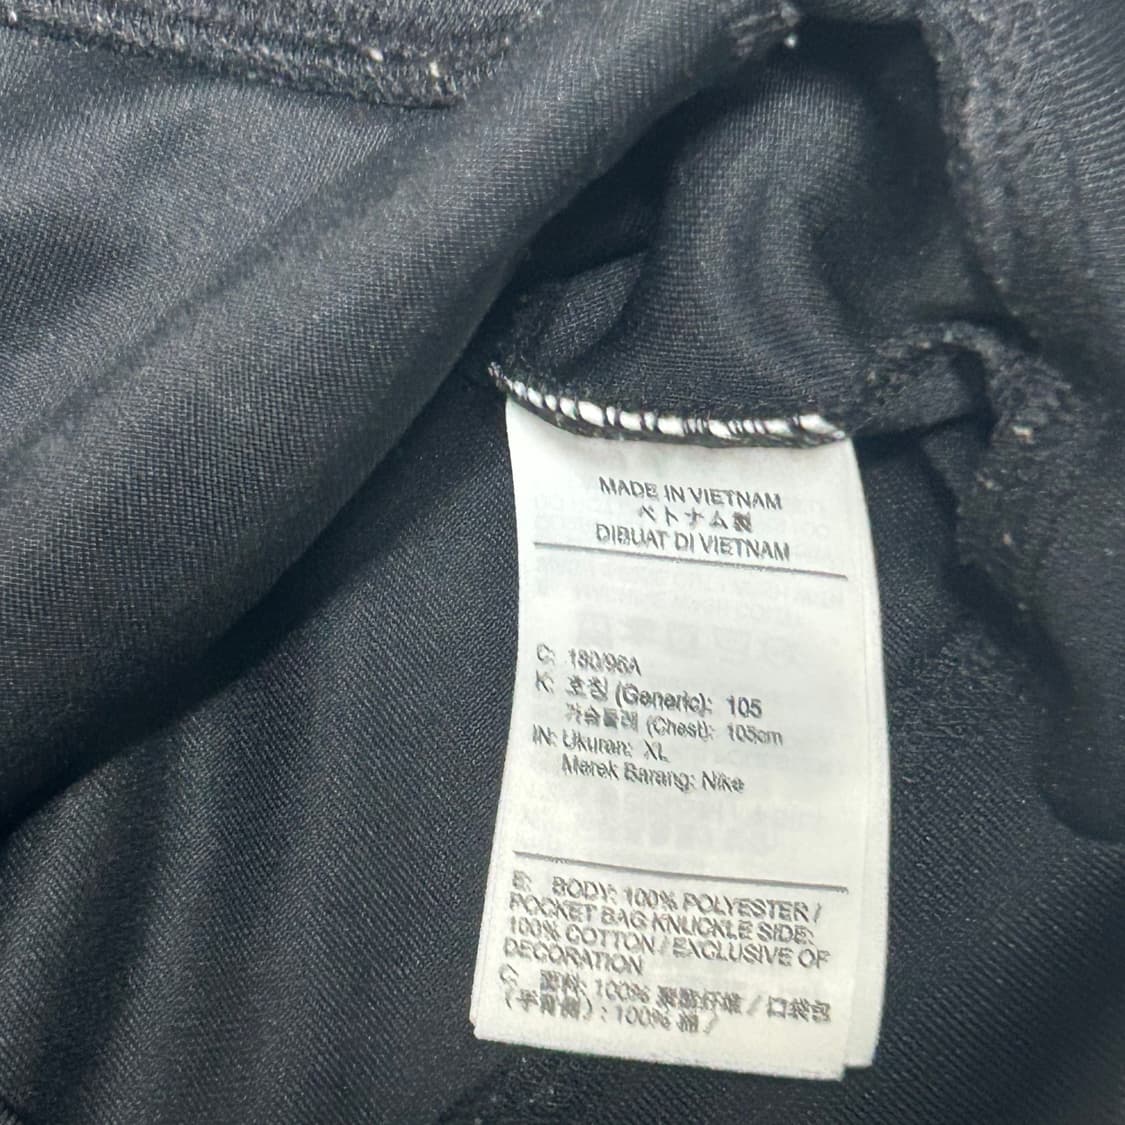 MADE IN VIETNAM
ベトナム製
DIBUAT DI VIETNAM
C: 180/96A
K: 호칭 (Generic): 105
가슴둘레 (Chest): 105cm
IN: Ukuran: XL
Merek Barang: Nike
E: BODY: 100% POLYESTER /
POCKET BAG KNUCKLE SIDE:
100% COTTON / EXCLUSIVE OF
DECORATION
C: 面料: 100% 聚酯纤维 / 口袋包
(手背侧) : 100% 棉 /